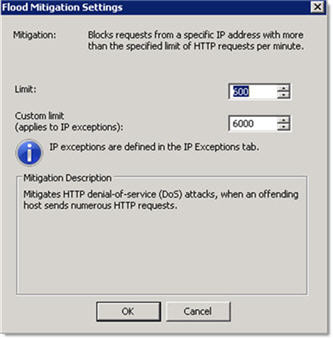 Flood Mitigation Settings
Mitigation: Blocks requests from a specific IP address with more
than the specified limit of HTTP requests per minute.
Limit: 600
Custom limit
(applies to IP exceptions): 6000
IP exceptions are defined in the IP Exceptions tab.
Mitigation Description
Mitigates HTTP denial-of-service (DoS) attacks, when an offending
host sends numerous HTTP requests.
OK Cancel